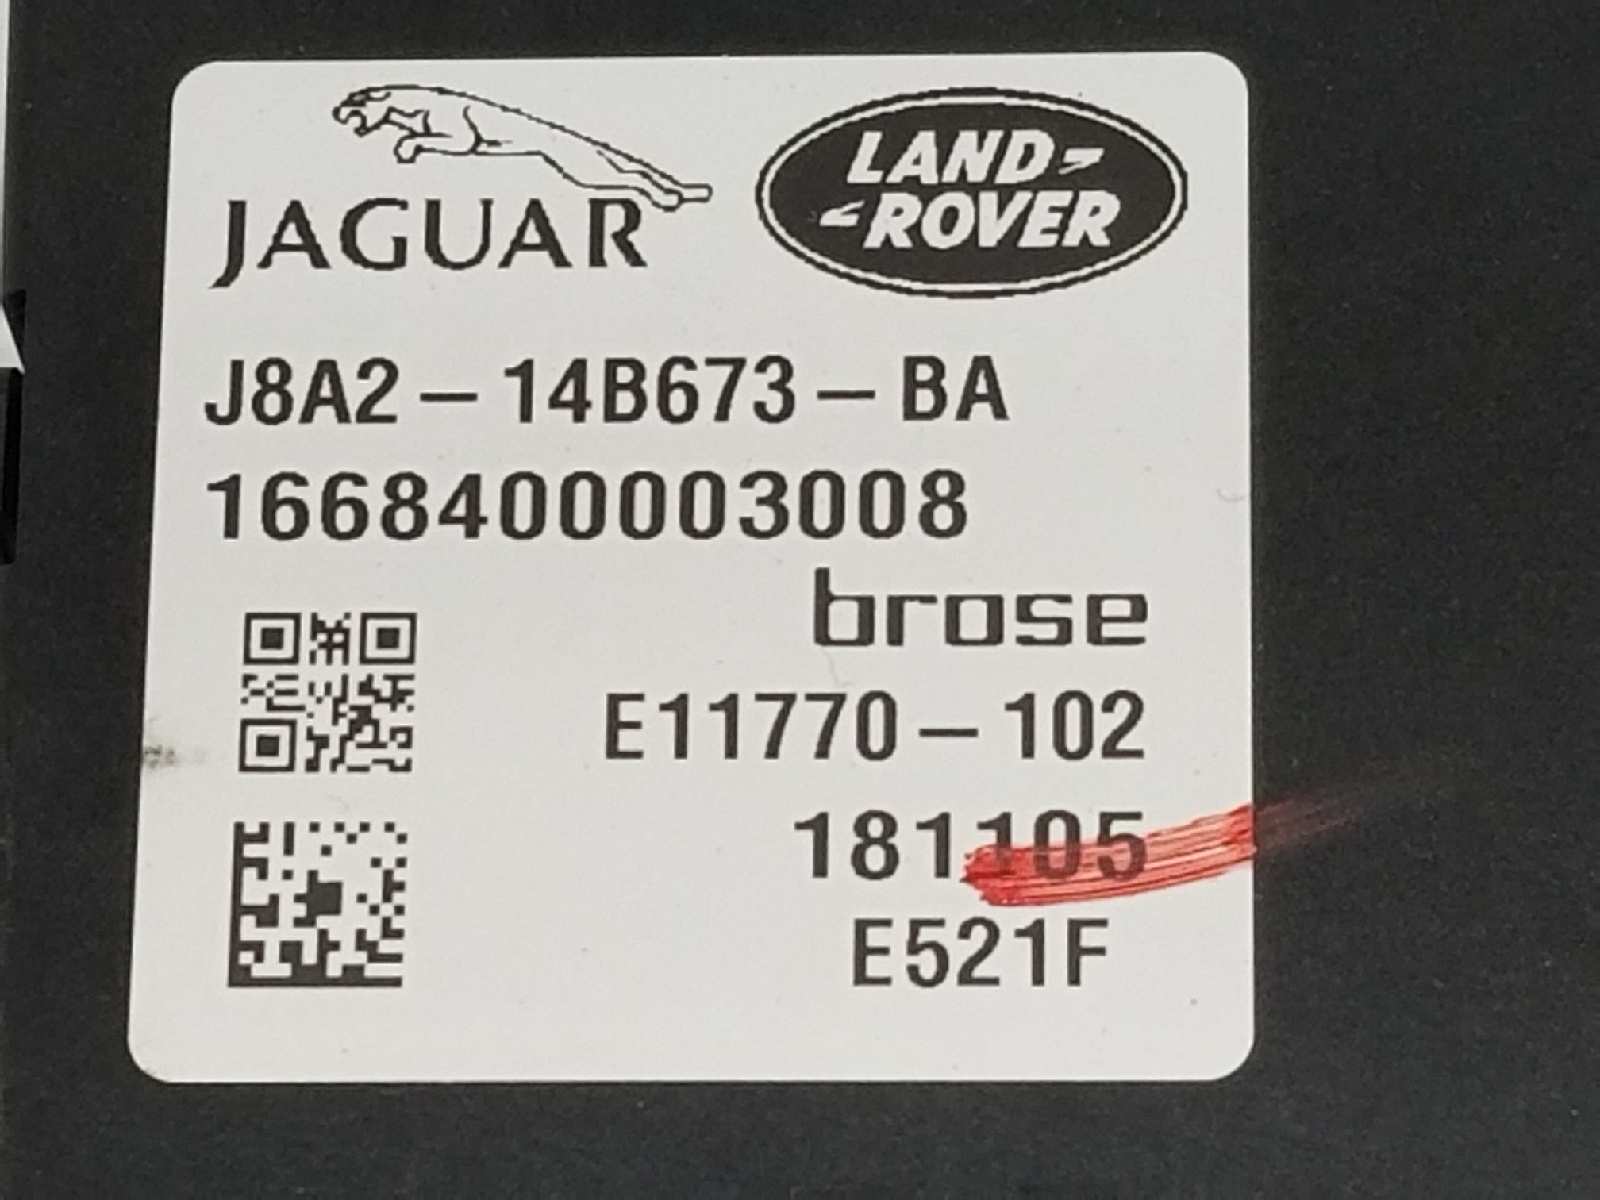 JAGUAR
LAND-
-ROVER
J8A2-14B673-BA
1668400003008
brose
E11770-102
181105
E521F